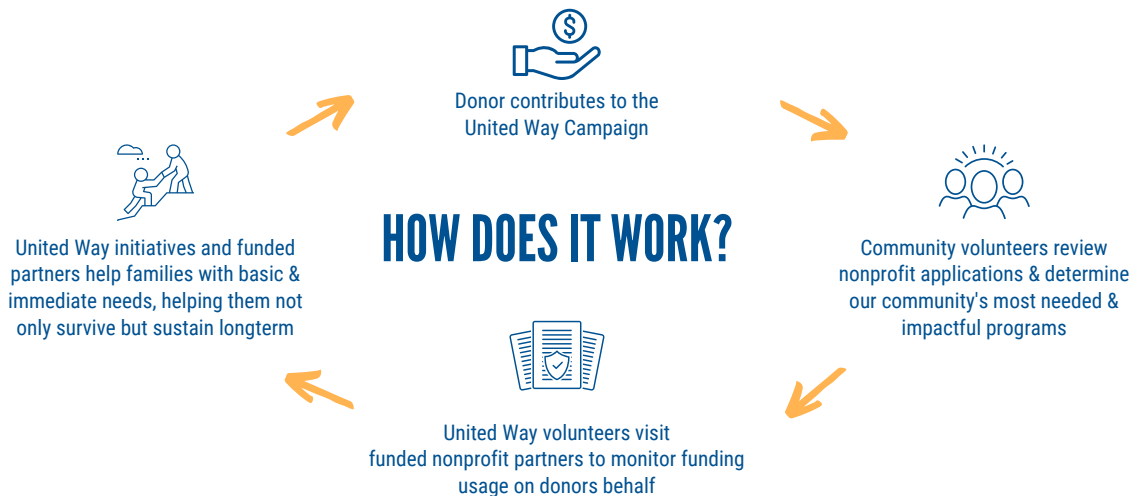 $
Donor contributes to the
United Way Campaign
Community volunteers review
nonprofit applications & determine
our community's most needed &
impactful programs
United Way volunteers visit
funded nonprofit partners to monitor funding
usage on donors behalf
United Way initiatives and funded
partners help families with basic &
immediate needs, helping them not
only survive but sustain longterm
HOW DOES IT WORK?